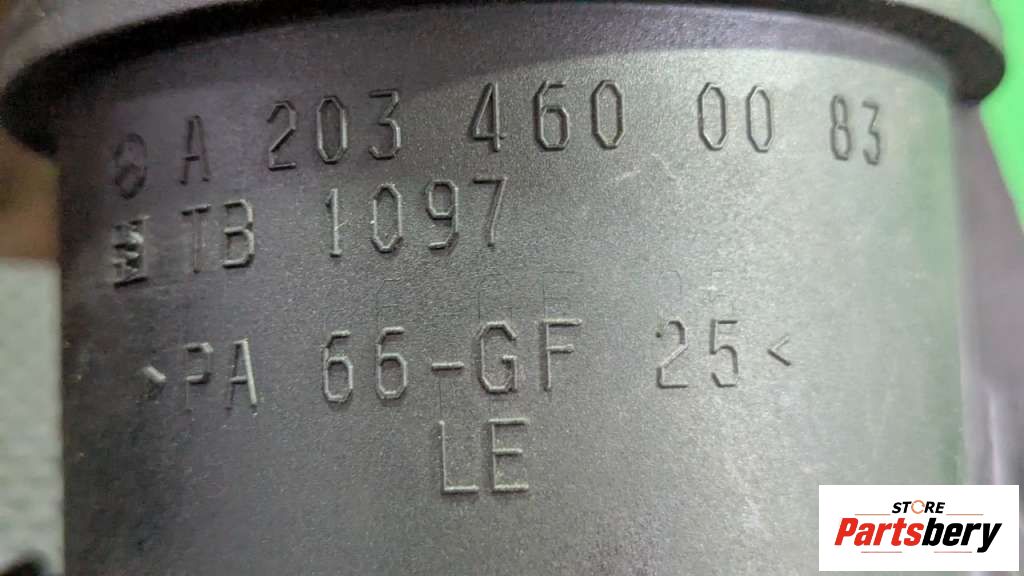 A 203 460 00 83
TB 1097
>PA 66-GF 25<
LE
STORE
Partsbery